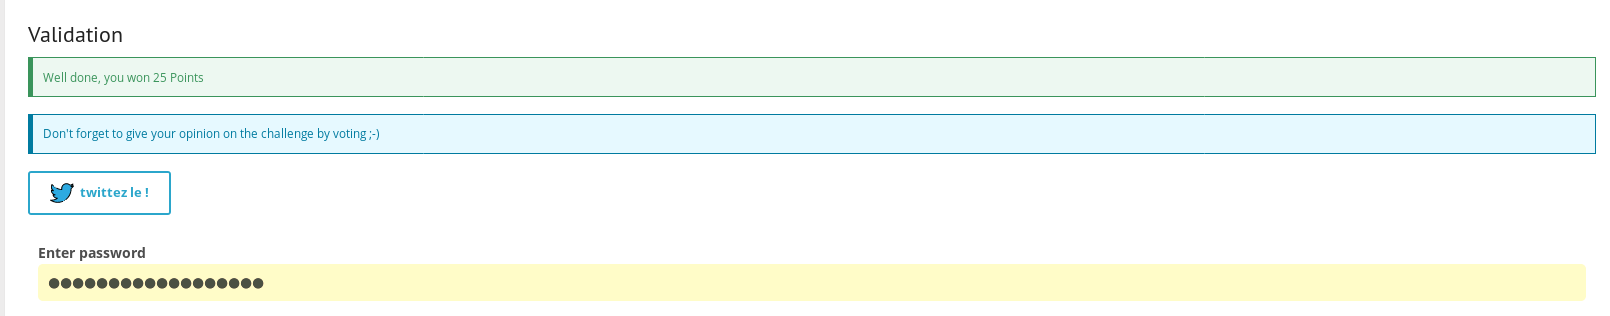 Validation
Well done, you won 25 Points
Don't forget to give your opinion on the challenge by voting ;-)
twittez le !
Enter password
●●●●●●●●●●●●●●●●●●